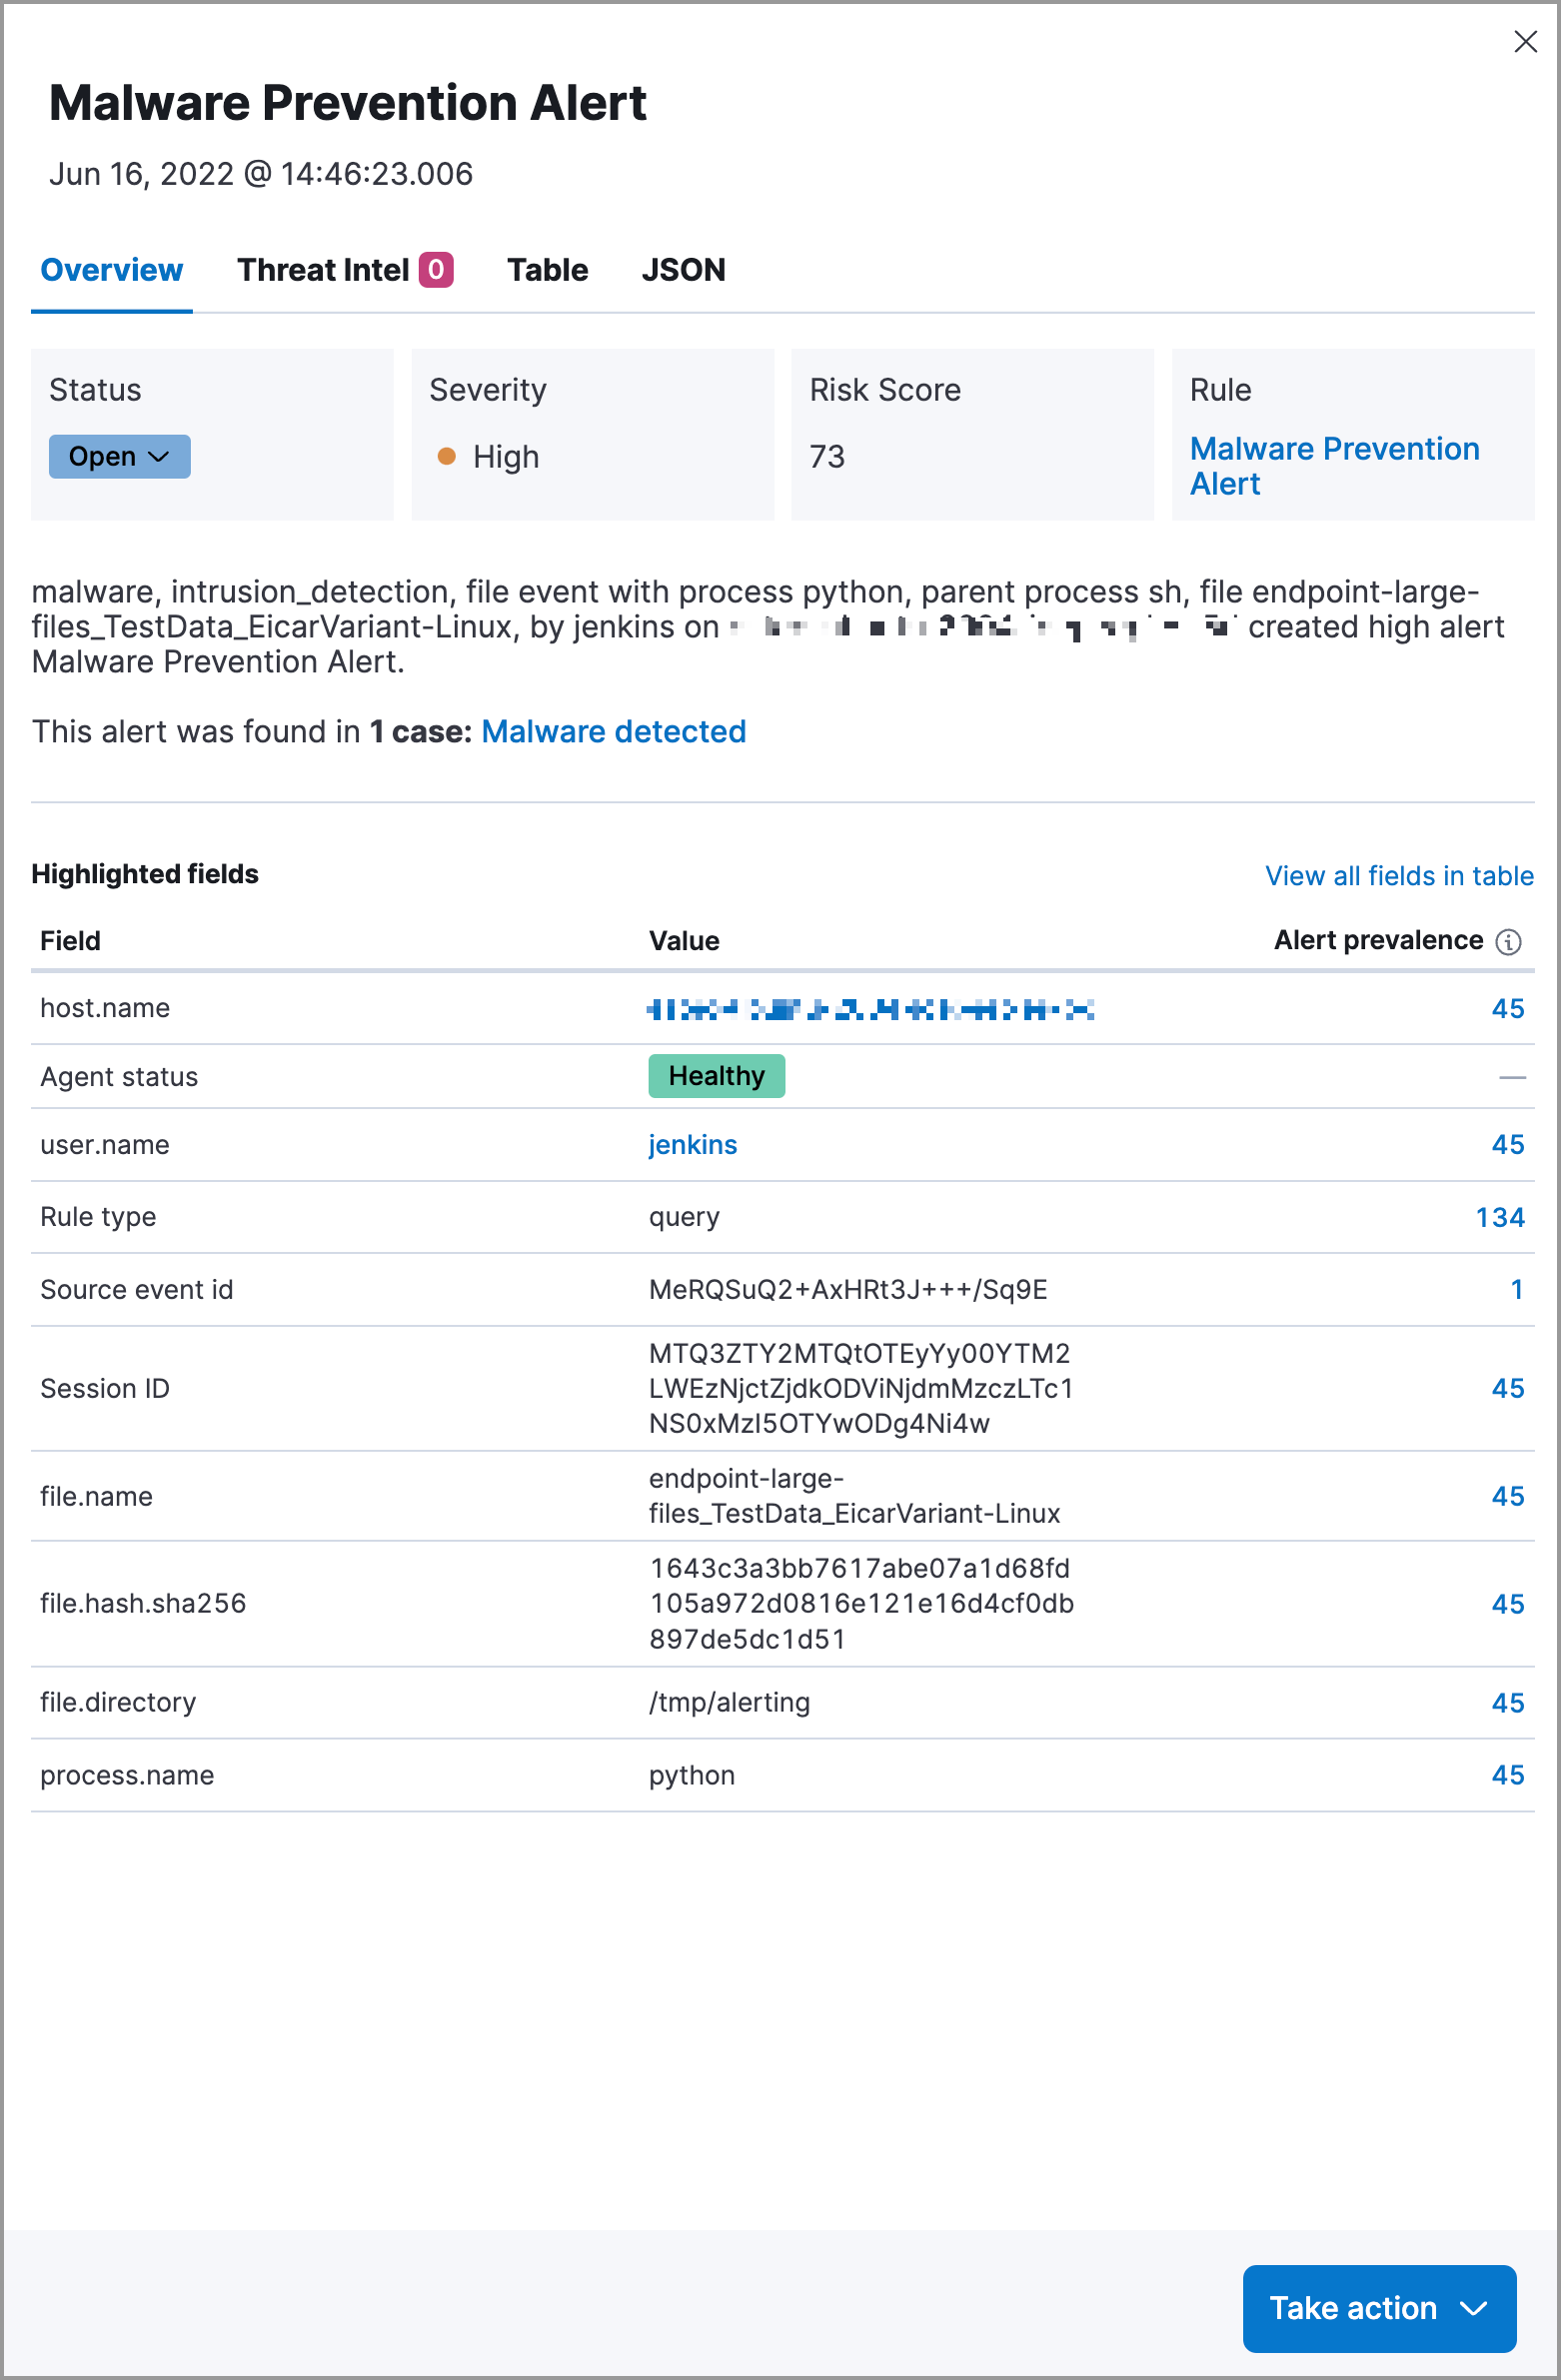 Malware Prevention Alert
Jun 16, 2022 @ 14:46:23.006
Overview Threat Intel 0 Table JSON
Status Severity Risk Score Rule
Open High 73 Malware Prevention
Alert
malware, intrusion_detection, file event with process python, parent process sh, file endpoint-large-
files_TestData_EicarVariant-Linux, by jenkins on created high alert
Malware Prevention Alert.
This alert was found in 1 case: Malware detected
Highlighted fields View all fields in table
Field Value Alert prevalence
host.name 45
Agent status Healthy —
user.name jenkins 45
Rule type query 134
Source event id MeRQSuQ2+AxHRt3J+++/Sq9E 1
MTQ3ZTY2MTQtOTEyYy00YTM2
Session ID LWEzNjctZjdkODViNjdmMzczLTc1 45
NS0xMzI5OTYwODg4Ni4w
endpoint-large-
file.name files_TestData_EicarVariant-Linux 45
1643c3a3bb7617abe07a1d68fd
file.hash.sha256 105a972d0816e121e16d4cf0db 45
897de5dc1d51
file.directory /tmp/alerting 45
process.name python 45
Take action